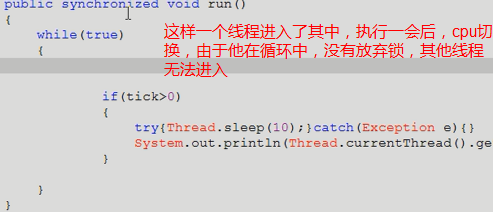 public synchronized void run()
{
while(true) 这样一个线程进入了其中，执行一会后，cpu切
{ 换，由于他在循环中，没有放弃锁，其他线程
无法进入
if(tick>0)
{
try{Thread.sleep(10);}catch(Exception e){}
System.out.println(Thread.currentThread().ge
}
}
}